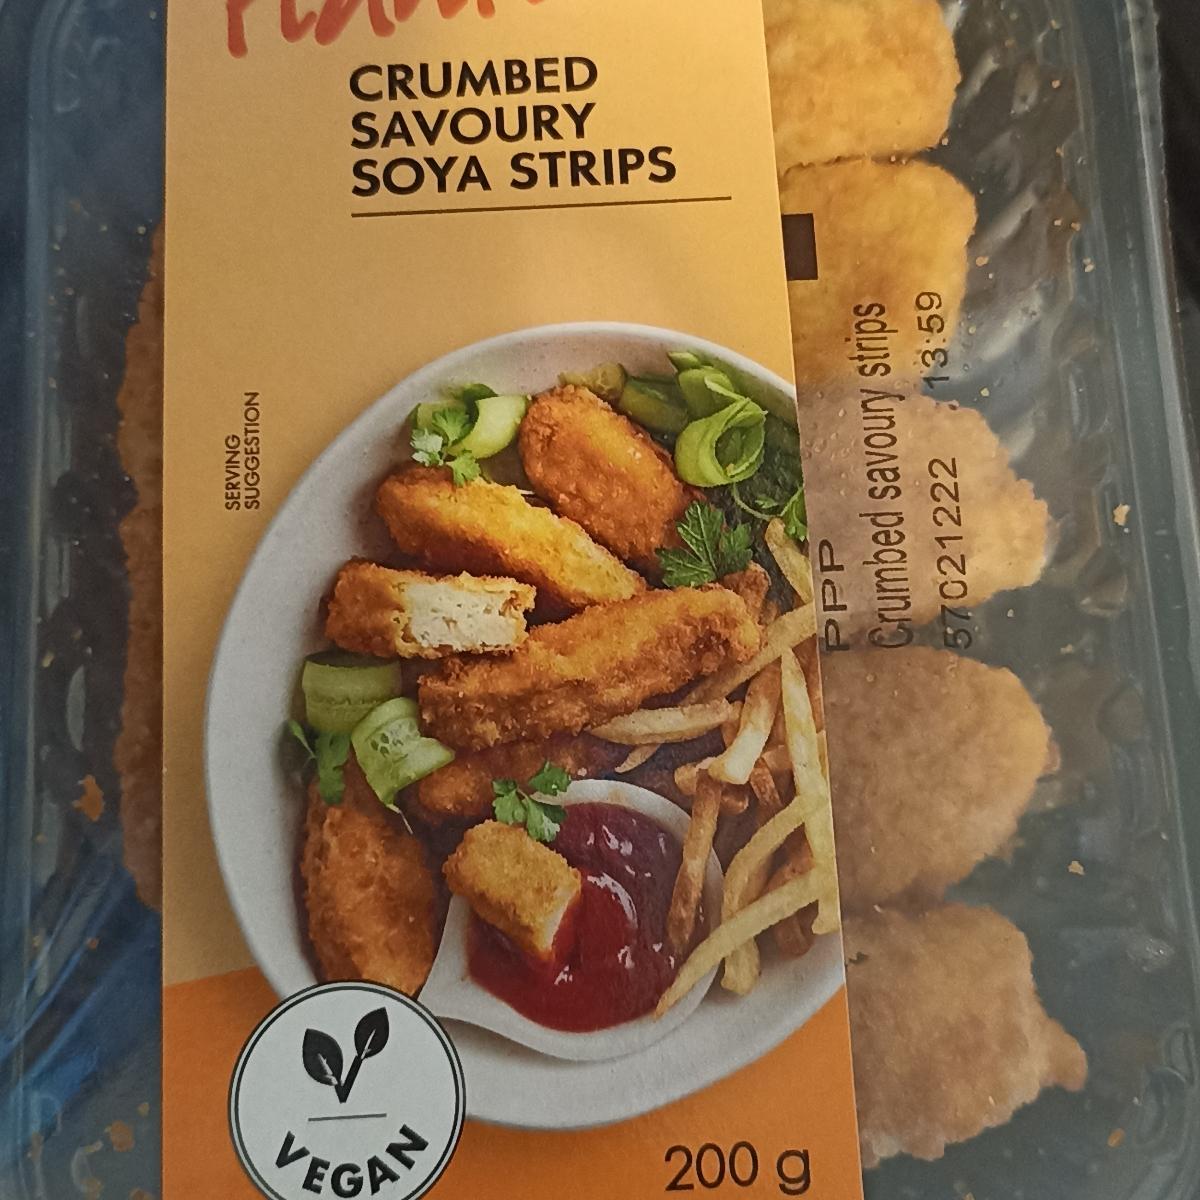 CRUMBED
SAVOURY
SOYA STRIPS
SERVING
SUGGESTION
PPP
Crumbed savoury strips
57021222 13:59
VEGAN
200 g